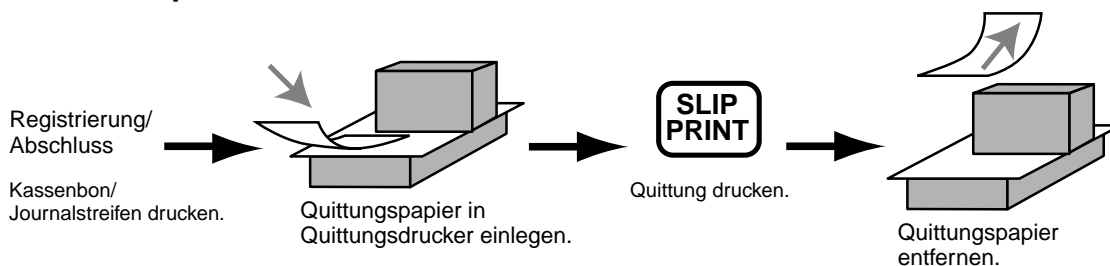 Registrierung/
Abschluss
Kassenbon/
Journalstreifen drucken.
Quittungspapier in
Quittungsdrucker einlegen.
SLIP
PRINT
Quittung drucken.
Quittungspapier
entfernen.